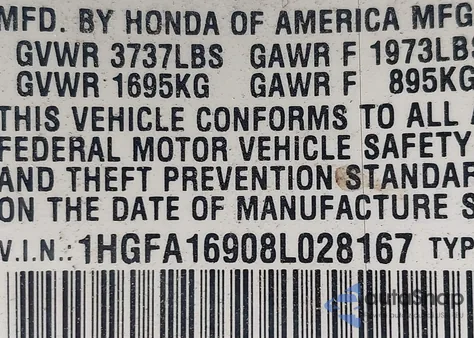 MFD. BY HONDA OF AMERICA MFG
GVWR 3737LBS GAWR F 1973LBS
GVWR 1695KG GAWR F 895KG
THIS VEHICLE CONFORMS TO ALL A
FEDERAL MOTOR VEHICLE SAFETY
AND THEFT PREVENTION STANDAR
ON THE DATE OF MANUFACTURE S
V.I.N.: 1HGFA16908L028167 TYP
autaSnap